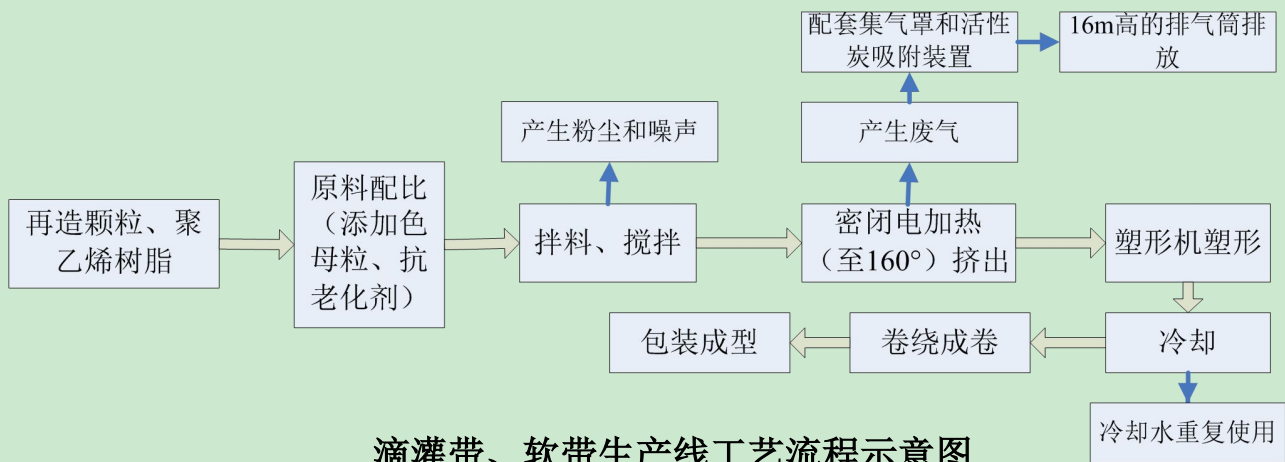 配套集气罩和活性
炭吸附装置
16m高的排气筒排
放
产生粉尘和噪声
产生废气
再造颗粒、聚
乙烯树脂
原料配比
（添加色
母粒、抗
老化剂）
拌料、搅拌
密闭电加热
（至160°）挤出
塑形机塑形
包装成型
卷绕成卷
冷却
冷却水重复使用
滴灌带、软带生产线工艺流程示意图